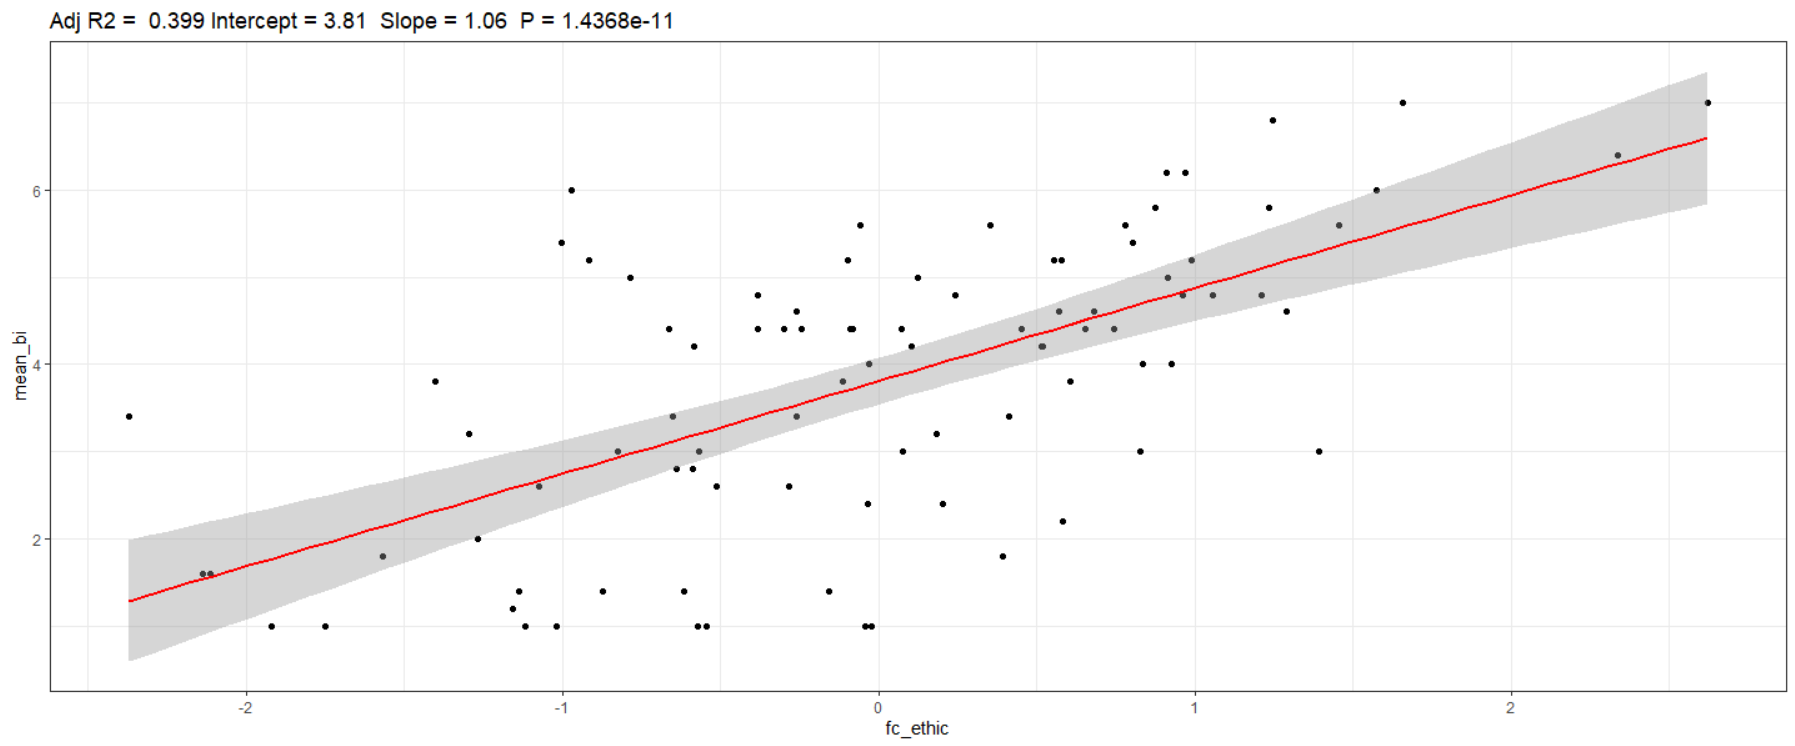 Adj R2 =  0.399 Intercept = 3.81  Slope = 1.06  P = 1.4368e-11
mean_bi
6
4
2
-2
-1
0
1
2
fc_ethic